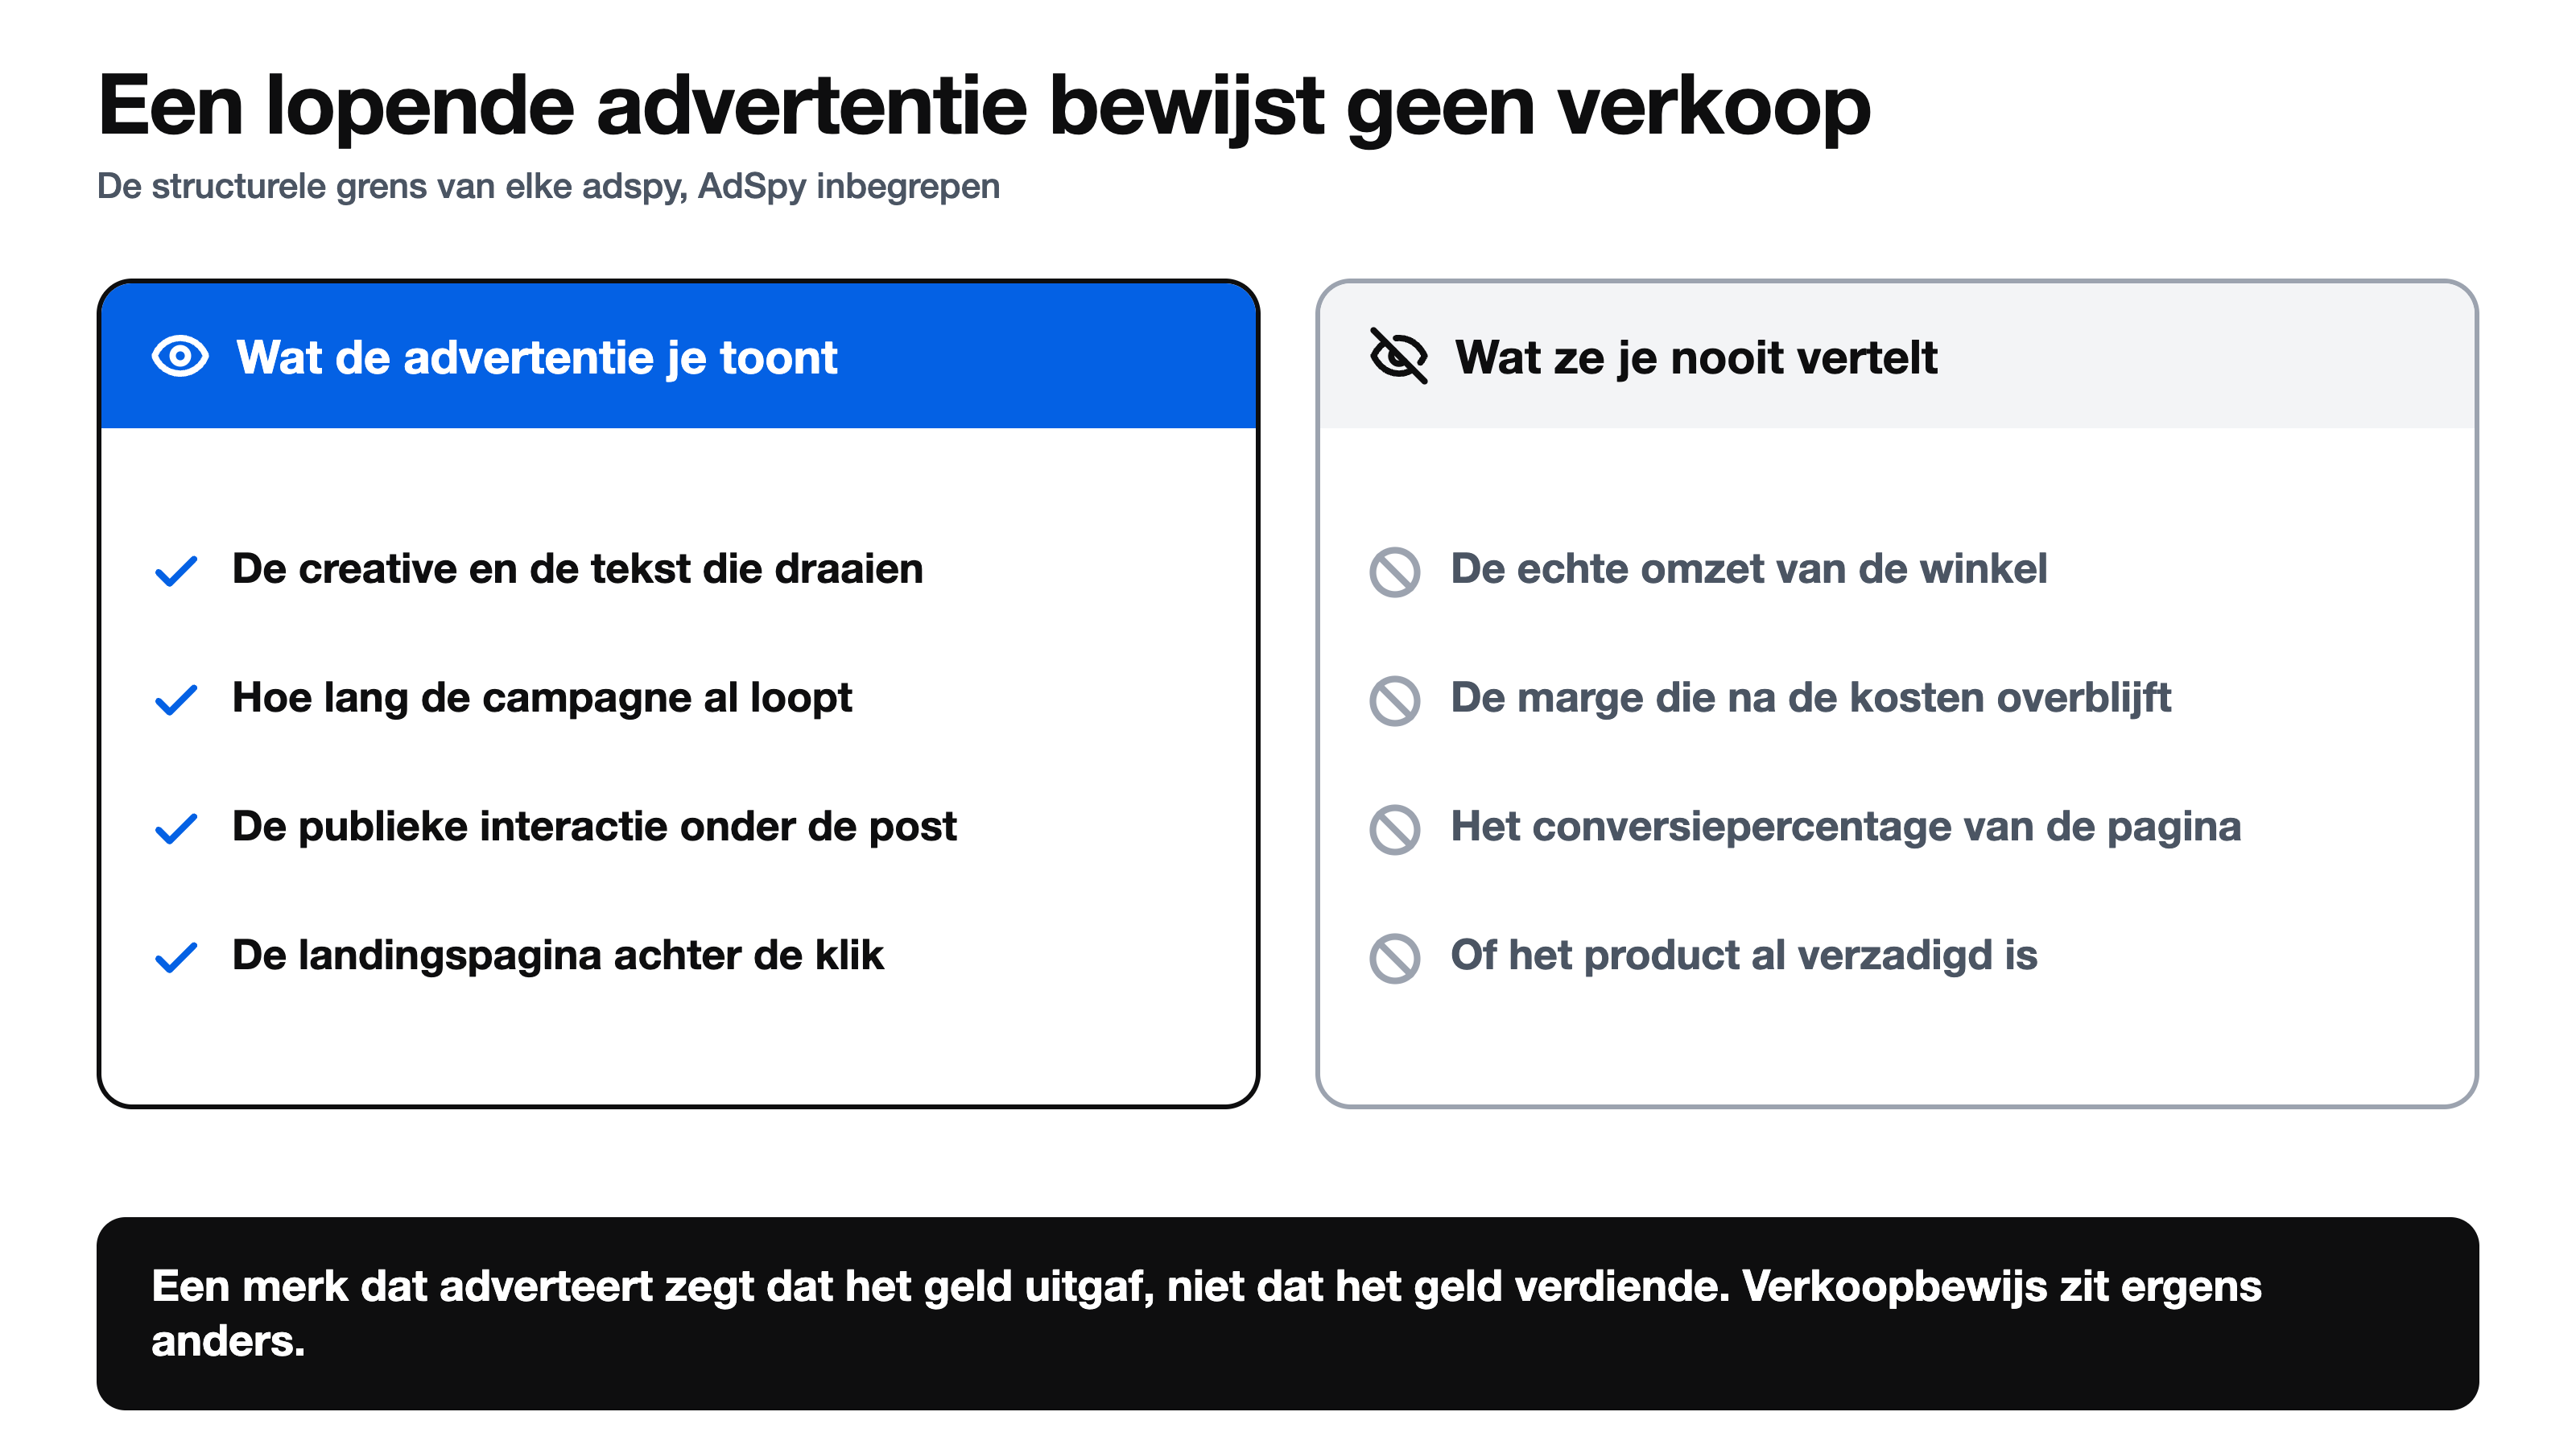 Een lopende advertentie bewijst geen verkoop
De structurele grens van elke adspy, AdSpy inbegrepen
Wat de advertentie je toont
De creative en de tekst die draaien
Hoe lang de campagne al loopt
De publieke interactie onder de post
De landingspagina achter de klik
Wat ze je nooit vertelt
De echte omzet van de winkel
De marge die na de kosten overblijft
Het conversiepercentage van de pagina
Of het product al verzadigd is
Een merk dat adverteert zegt dat het geld uitgaf, niet dat het geld verdiende. Verkoopbewijs zit ergens
anders.